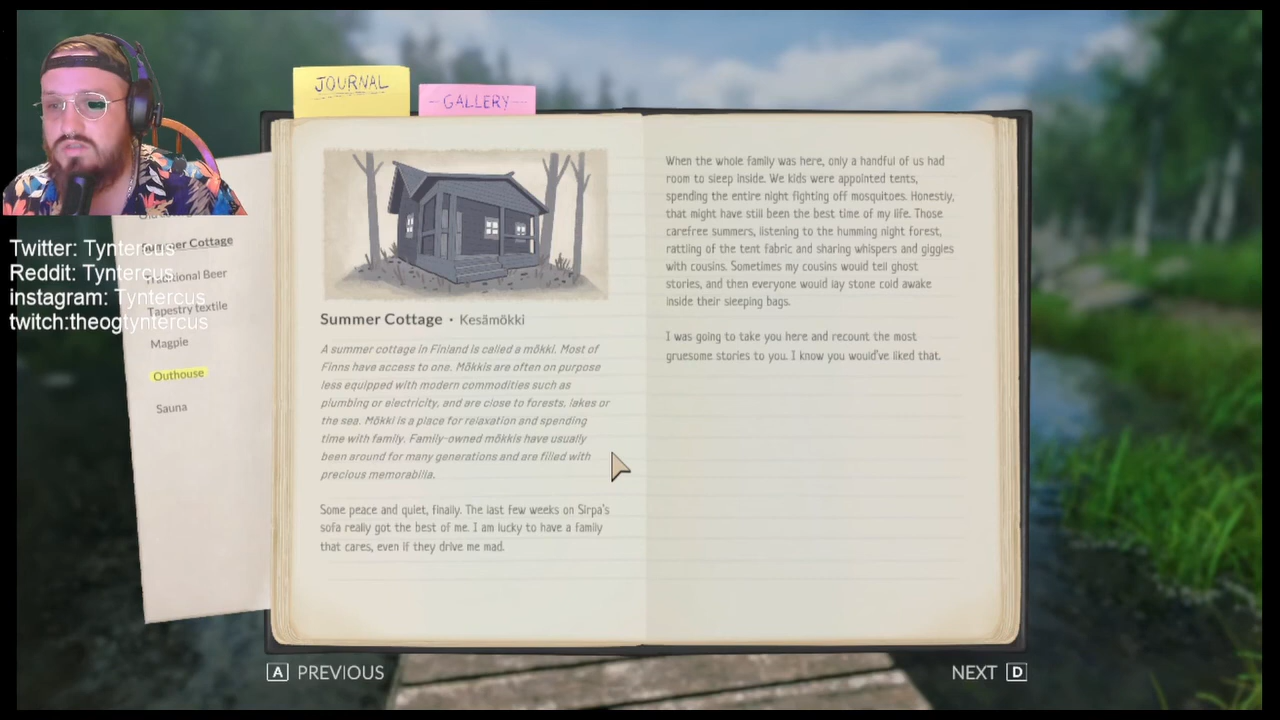 JOURNAL
GALLERY
Summer Cottage
Twitter: Tyntercus
Reddit: Tyntercus
Traditional Beer
instagram: Tyntercus
Tapestry textile
twitch:theogtyntercus
Magpie
Outhouse
Sauna
Summer Cottage • Kesämökki
A summer cottage in Finland is called a mökki. Most of
Finns have access to one. Mökkis are often on purpose
less equipped with modern commodities such as
plumbing or electricity, and are close to forests, lakes or
the sea. Mökki is a place for relaxation and spending
time with family. Family-owned mökkis have usually
been around for many generations and are filled with
precious memorabilia.
Some peace and quiet, finally. The last few weeks on Sirpa's
sofa really got the best of me. I am lucky to have a family
that cares, even if they drive me mad.
When the whole family was here, only a handful of us had
room to sleep inside. We kids were appointed tents,
spending the entire night fighting off mosquitoes. Honestly,
that might have still been the best time of my life. Those
carefree summers, listening to the humming night forest,
rattling of the tent fabric and sharing whispers and giggles
with cousins. Sometimes my cousins would tell ghost
stories, and then everyone would lay stone cold awake
inside their sleeping bags.
I was going to take you here and recount the most
gruesome stories to you. I know you would've liked that.
A PREVIOUS
NEXT D